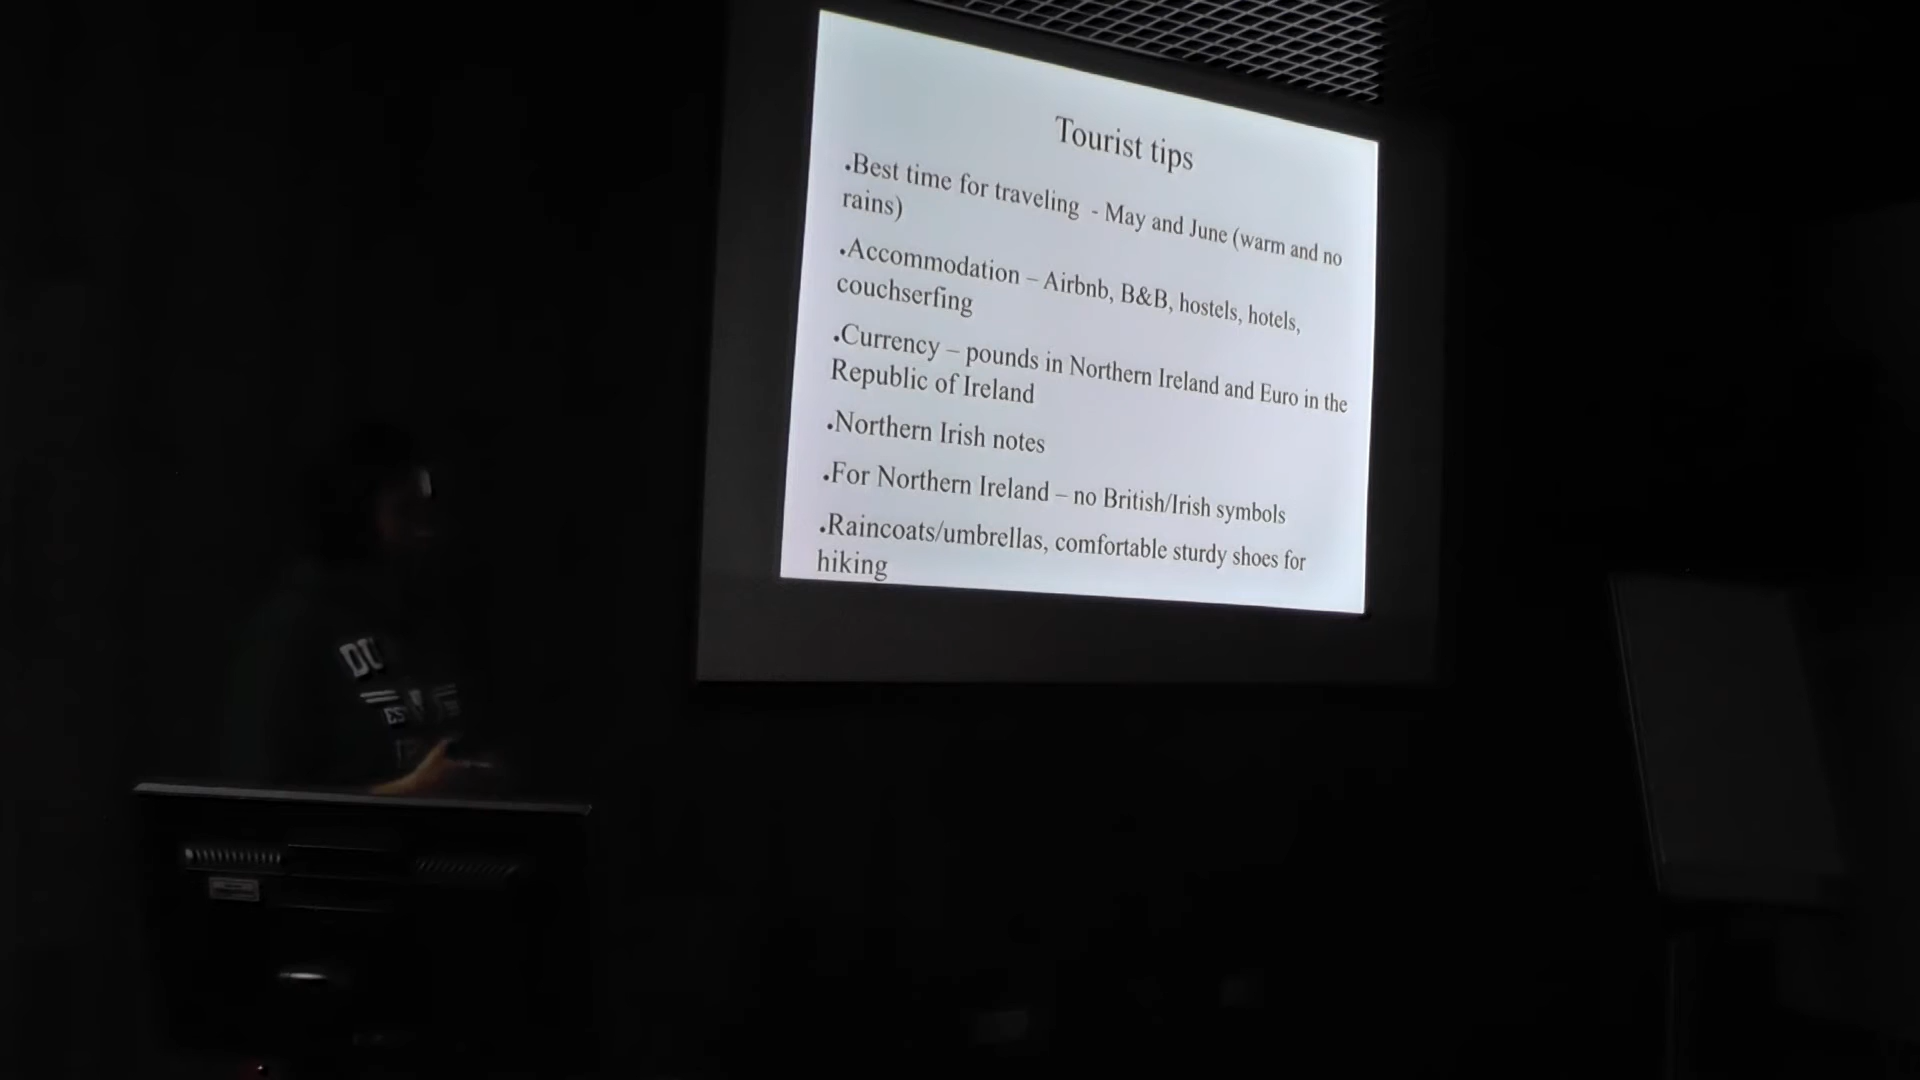 Tourist tips
•Best time for traveling - May and June (warm and no
rains)
•Accommodation – Airbnb, B&B, hostels, hotels,
couchserfing
•Currency – pounds in Northern Ireland and Euro in the
Republic of Ireland
•Northern Irish notes
•For Northern Ireland – no British/Irish symbols
•Raincoats/umbrellas, comfortable sturdy shoes for
hiking
DU
ES